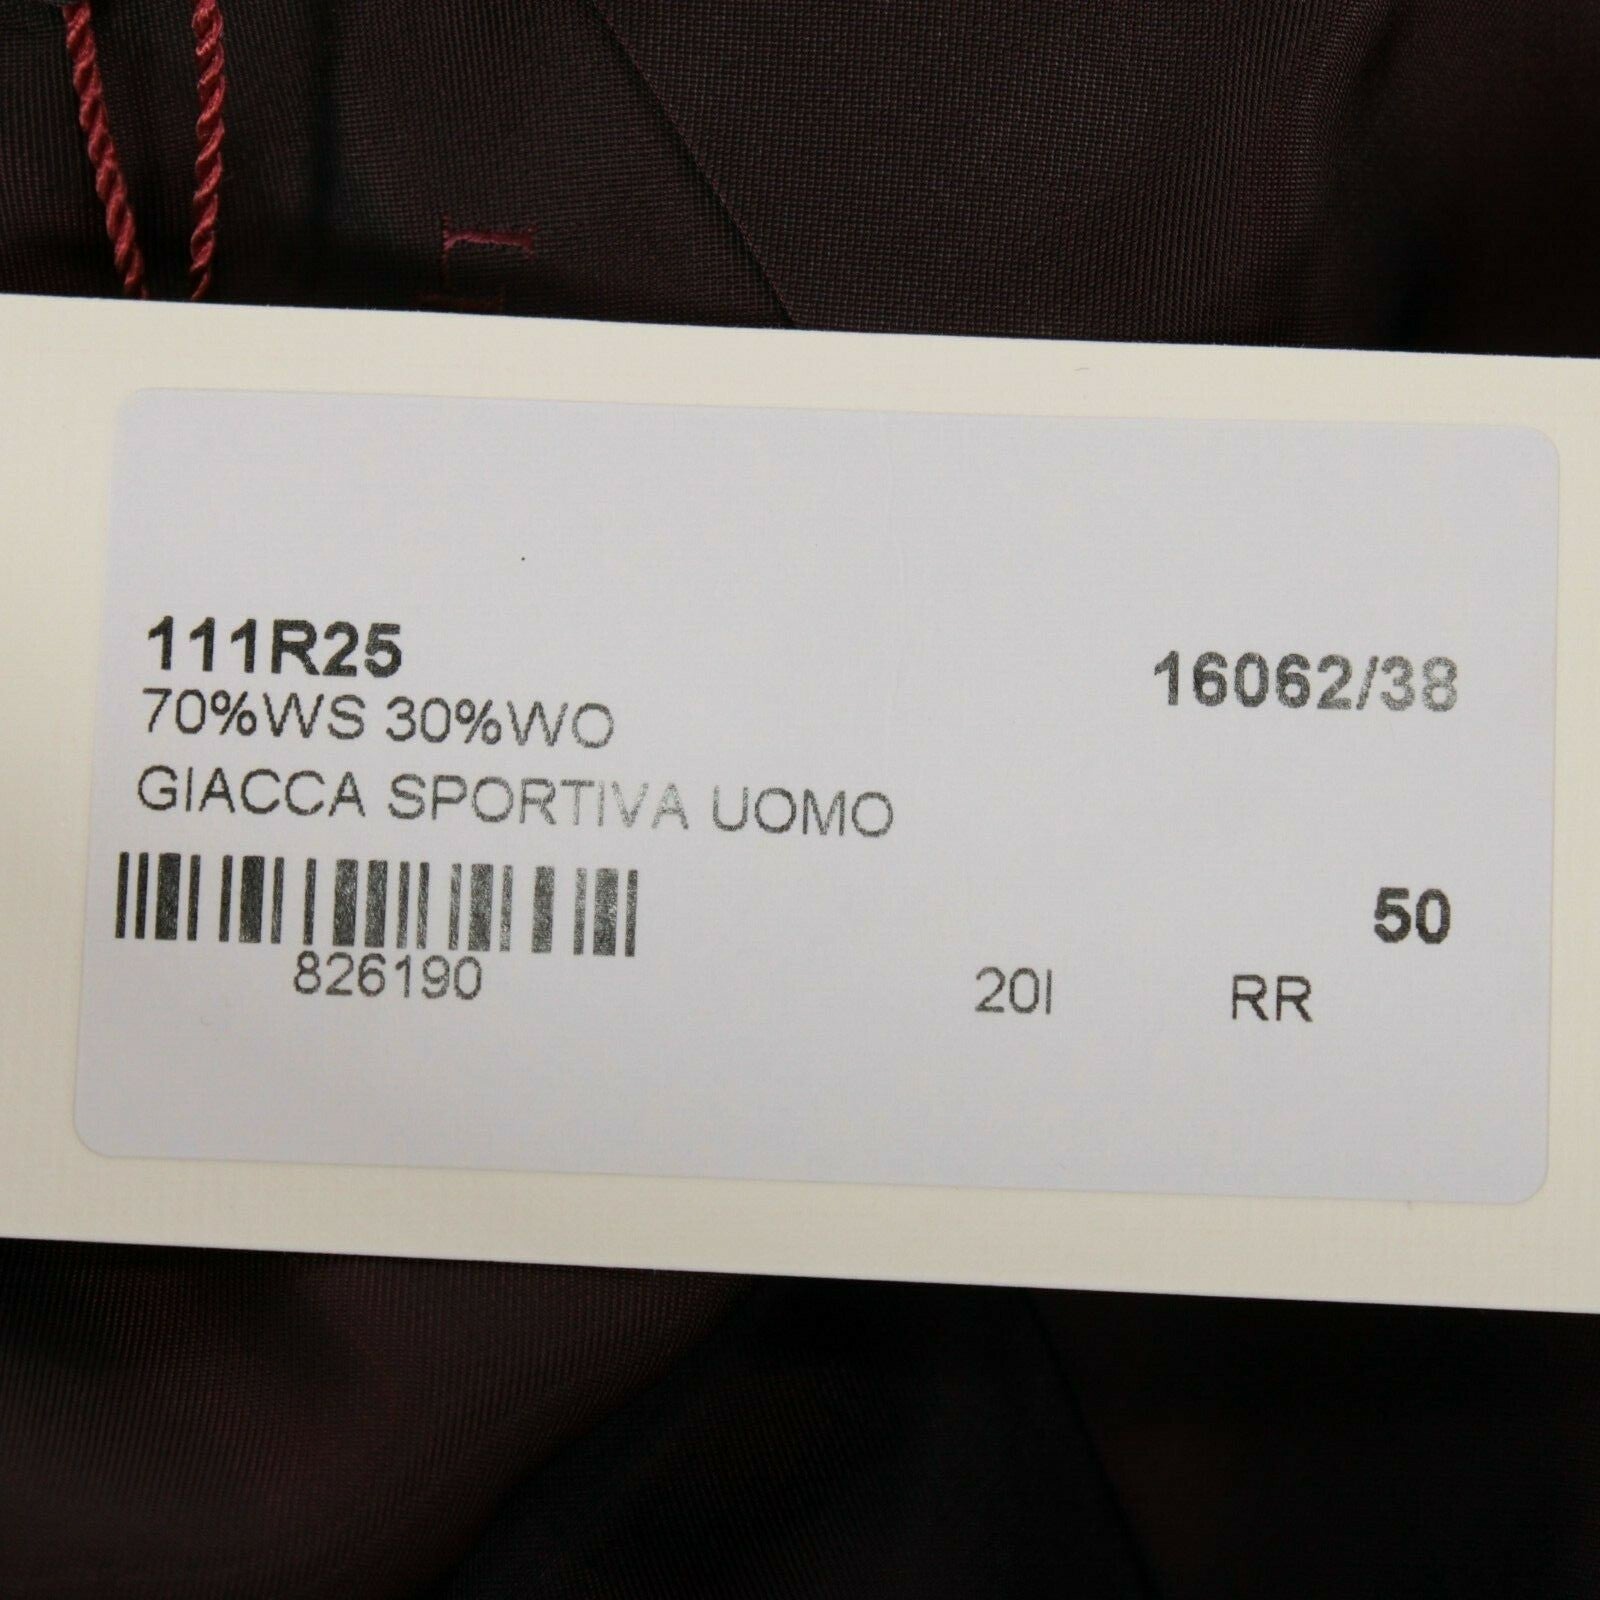 111R25
16062/38
70%WS 30%WO
GIACCA SPORTIVA UOMO
50
826190
20I
RR